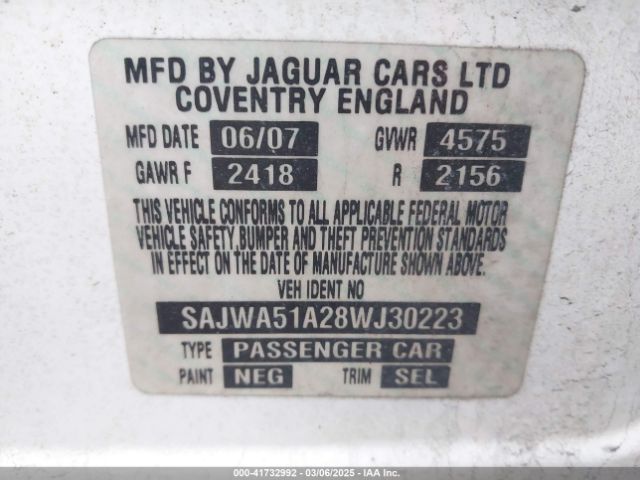 MFD BY JAGUAR CARS LTD
COVENTRY ENGLAND
MFD DATE 06/07 GVWR 4575
GAWR F 2418 R 2156
THIS VEHICLE CONFORMS TO ALL APPLICABLE FEDERAL MOTOR
VEHICLE SAFETY,BUMPER AND THEFT PREVENTION STANDARDS
IN EFFECT ON THE DATE OF MANUFACTURE SHOWN ABOVE.
VEH IDENT NO
SAJWA51A28WJ30223
TYPE PASSENGER CAR
PAINT NEG TRIM SEL
000-41732992 - 03/06/2025 - IAAI.COM